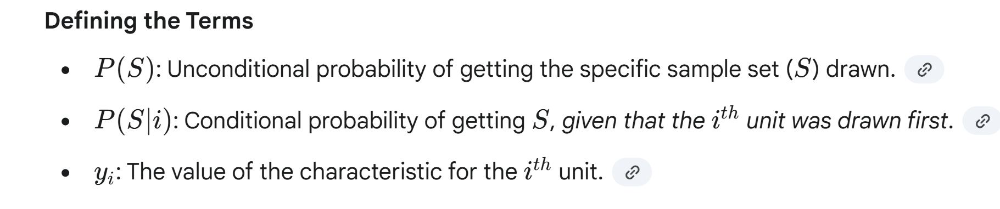 Defining the Terms
• P(S): Unconditional probability of getting the specific sample set (S) drawn.
• P(S|i): Conditional probability of getting S, given that the i^{th} unit was drawn first.
• y_i: The value of the characteristic for the i^{th} unit.